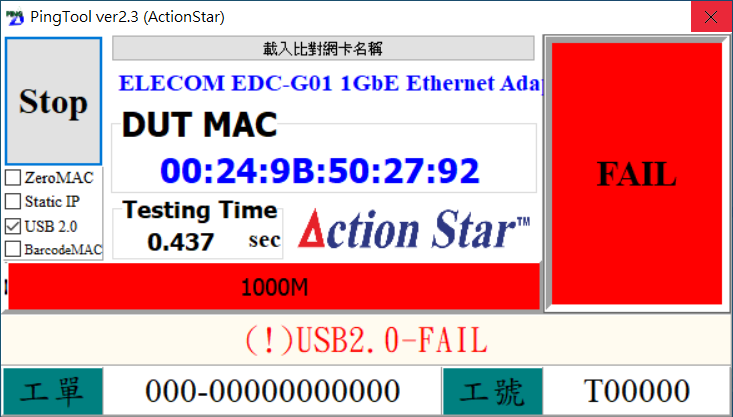 PingTool ver2.3 (ActionStar)
Stop
載入比對網卡名稱
ELECOM EDC-G01 1GbE Ethernet
DUT MAC
00:24:9B:50:27:92
ZeroMAC
Static IP
USB 2.0
BarcodeMAC
Testing Time
0.437 sec
Action Star™
FAIL
1000M
(!)USB2.0-FAIL
工單 000-00000000000 工號 T00000